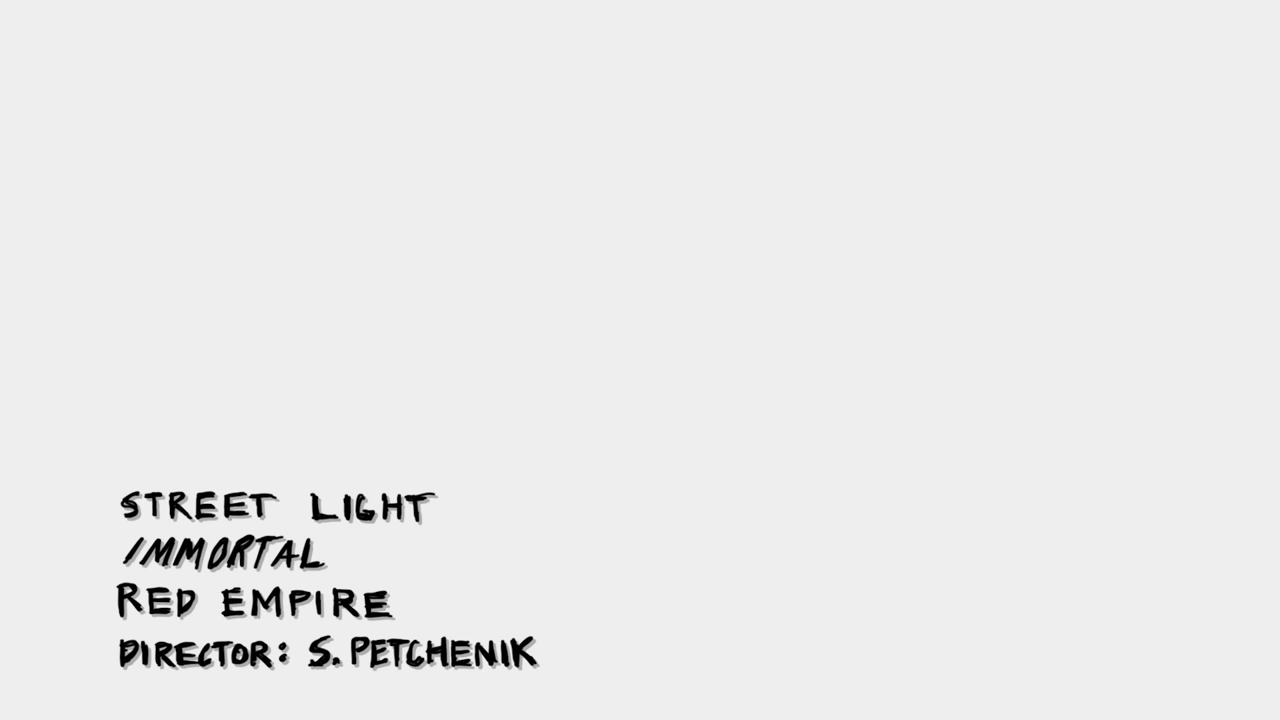 STREET LIGHT
IMMORTAL
RED EMPIRE
DIRECTOR: S. PETCHENIK